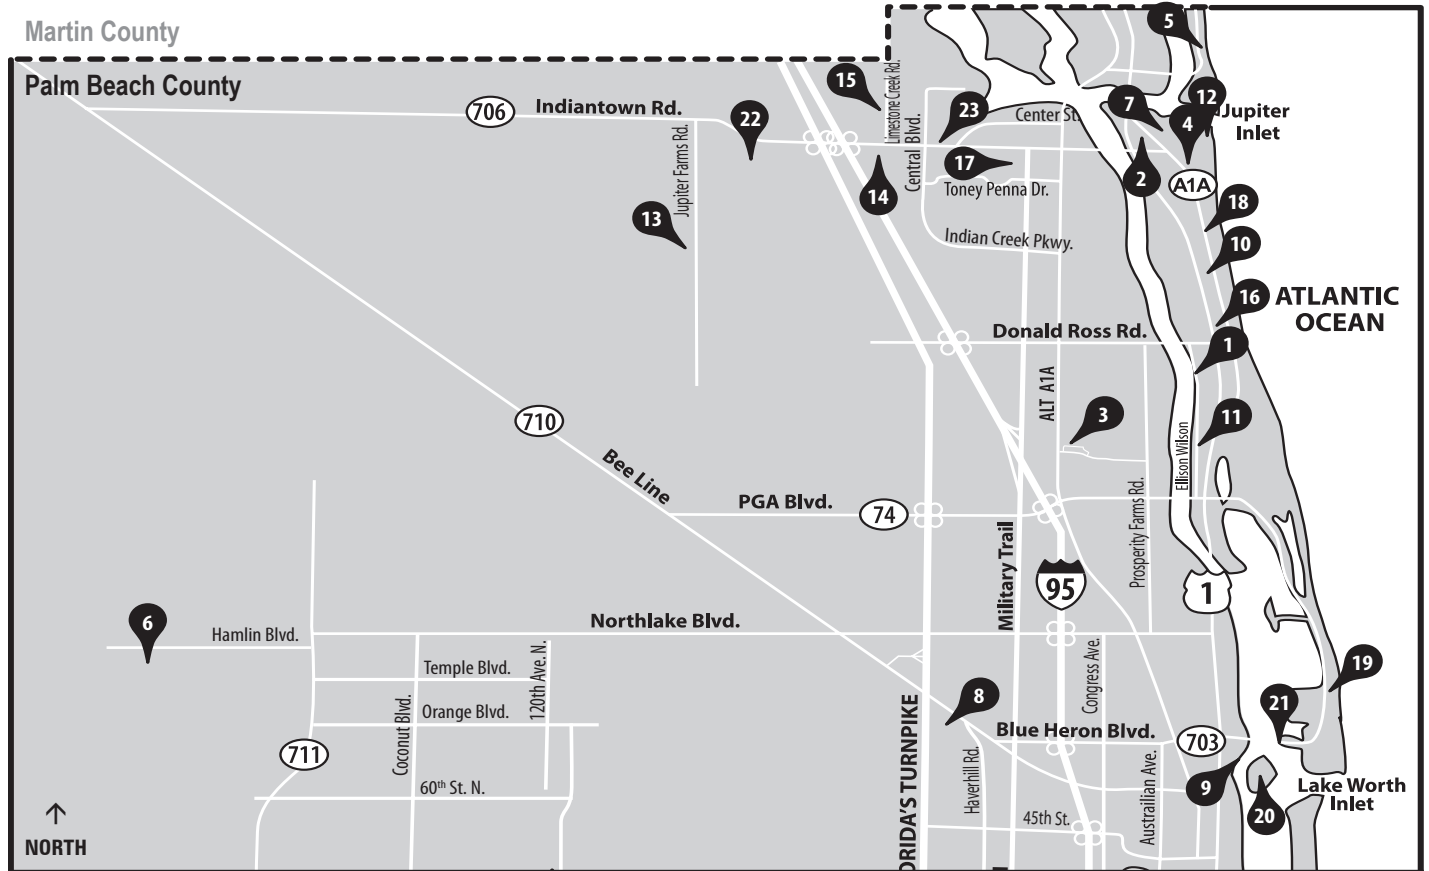 Martin County
Palm Beach County
5
15
Limestone Creek Rd.
706
Indiantown Rd.
22
23
Center St.
7
12
4
Jupiter
Inlet
Central Blvd.
17
Toney Penna Dr.
14
2
A1A
Jupiter Farms Rd.
13
18
Indian Creek Pkwy.
10
16
ATLANTIC
OCEAN
Donald Ross Rd.
1
ALT A1A
3
11
710
Bee Line
Ellison Wilson
PGA Blvd.
74
Military Trail
Prosperity Farms Rd.
95
1
6
Hamlin Blvd.
Northlake Blvd.
Temple Blvd.
120th Ave. N.
Congress Ave.
19
Coconut Blvd.
Orange Blvd.
8
21
Blue Heron Blvd.
703
711
ORIDA'S TURNPIKE
Haverhill Rd.
Austrailian Ave.
9
60th St. N.
Lake Worth
Inlet
20
45th St.
NORTH